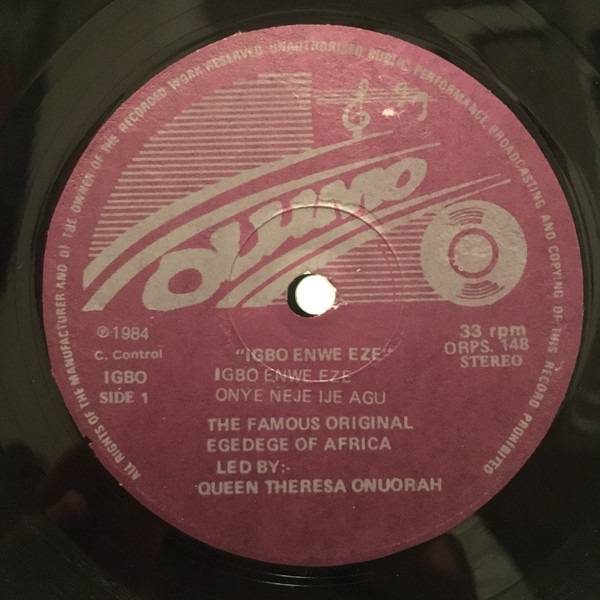 ALL RIGHTS OF THE MANUFACTURER AND OF THE OWNER OF THE RECORDED WORK RESERVED UNAUTHORISED PUBLIC PERFORMANCE, BROADCASTING AND COPYING OF THIS RECORD PROHIBITED
OLUMO
℗1984
C. Control
IGBO
SIDE 1
33 rpm
ORPS. 148
STEREO
"IGBO ENWE EZE"
IGBO ENWE EZE
ONYE NEJE IJE AGU
THE FAMOUS ORIGINAL
EGEDEGE OF AFRICA
LED BY:-
QUEEN THERESA ONUORAH